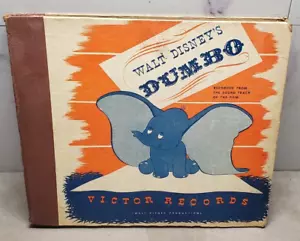 WALT DISNEY'S
DUMBO
RECORDED FROM
THE SOUND TRACK
OF THE FILM
VICTOR RECORDS
WALT DISNEY PRODUCTIONS